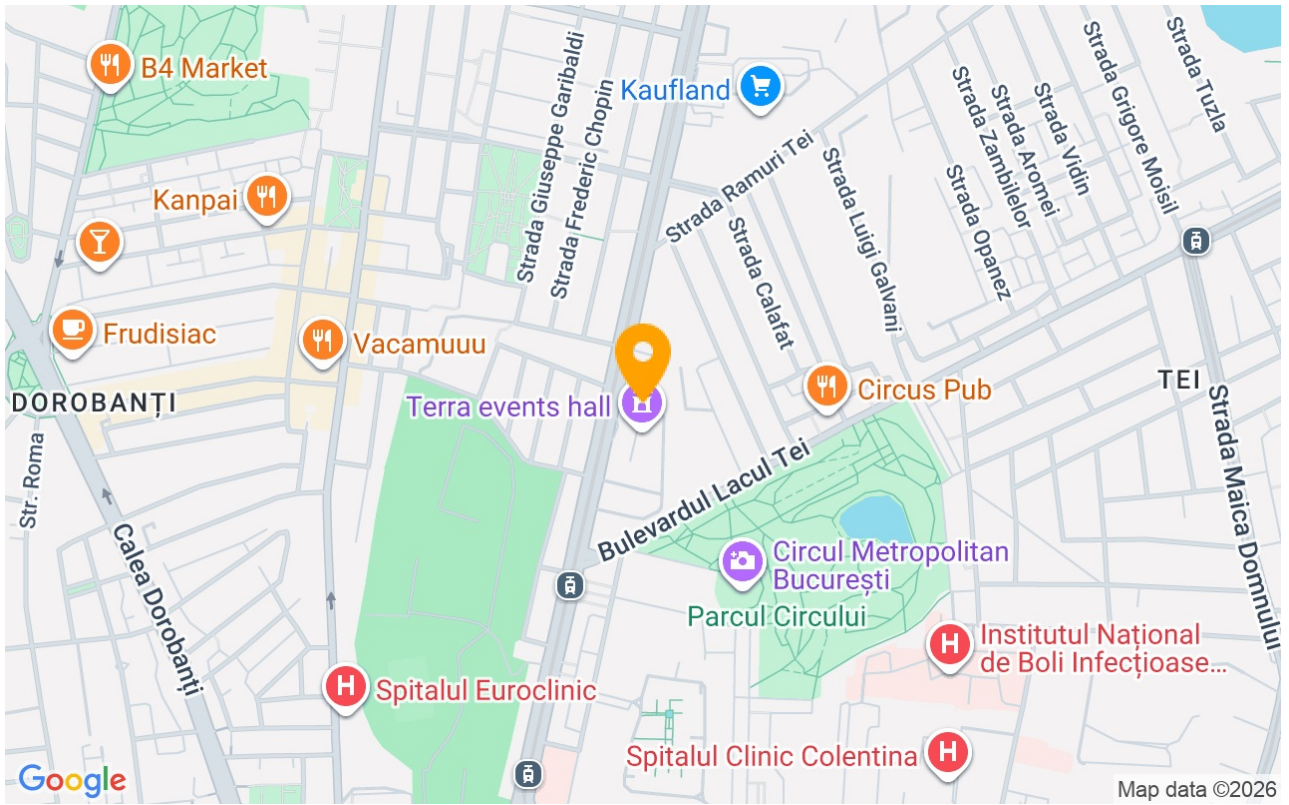 B4 Market
Kaufland
Strada Giuseppe Garibaldi
Strada Frederic Chopin
Strada Ramuri Tei
Strada Luigi Galvani
Strada Calafat
Strada Opanez
Strada Zambilelor
Strada Aromei
Strada Vidin
Strada Grigore Moisil
Strada Tuzla
Kanpai
Frudisiac
Vacamuuu
DOROBANȚI
Terra events hall
Circus Pub
TEI
Str. Roma
Calea Dorobanți
Bulevardul Lacul Tei
Strada Maica Domnului
Circul Metropolitan
București
Parcul Circului
H
Institutul Național
de Boli Infecțioase...
H
Spitalul Euroclinic
Spitalul Clinic Colentina
H
Google
Map data ©2026